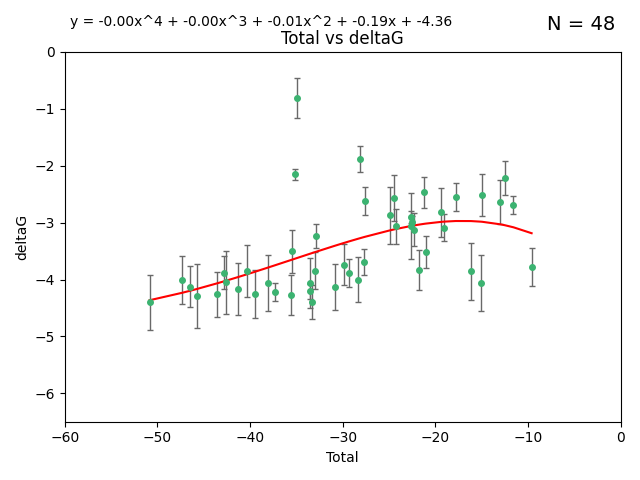 y = -0.00x^4 + -0.00x^3 + -0.01x^2 + -0.19x + -4.36
N = 48
Total vs deltaG
0
−1
−2
−3
−4
−5
−6
deltaG
−60
−50
−40
−30
−20
−10
0
Total